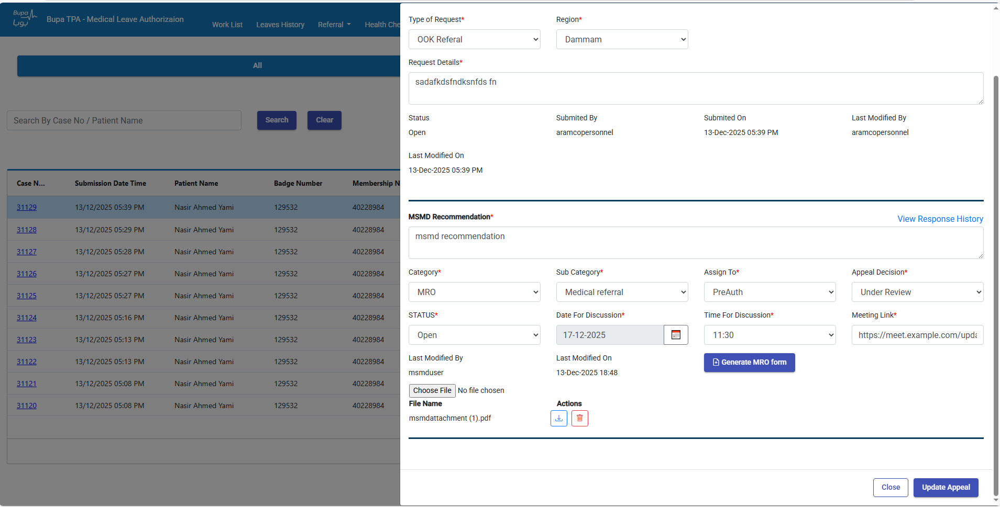 Bupa
بوبا
Bupa TPA - Medical Leave Authorizaion
Work List
Leaves History
Referral
Health Che
All
Search By Case No / Patient Name
Search
Clear
Case N... Submission Date Time Patient Name Badge Number Membership N
31129 13/12/2025 05:39 PM Nasir Ahmed Yami 129532 40228984
31128 13/12/2025 05:29 PM Nasir Ahmed Yami 129532 40228984
31127 13/12/2025 05:28 PM Nasir Ahmed Yami 129532 40228984
31126 13/12/2025 05:27 PM Nasir Ahmed Yami 129532 40228984
31125 13/12/2025 05:27 PM Nasir Ahmed Yami 129532 40228984
31124 13/12/2025 05:16 PM Nasir Ahmed Yami 129532 40228984
31123 13/12/2025 05:13 PM Nasir Ahmed Yami 129532 40228984
31122 13/12/2025 05:13 PM Nasir Ahmed Yami 129532 40228984
31121 13/12/2025 05:08 PM Nasir Ahmed Yami 129532 40228984
31120 13/12/2025 05:08 PM Nasir Ahmed Yami 129532 40228984
Type of Request* Region*
OOK Referal Dammam
Request Details*
sadafkdsfndksnfds fn
Status Submited By Submited On Last Modified By
Open aramcopersonnel 13-Dec-2025 05:39 PM aramcopersonnel
Last Modified On
13-Dec-2025 05:39 PM
MSMD Recommendation*
View Response History
msmd recommendation
Category* Sub Category* Assign To* Appeal Decision*
MRO Medical referral PreAuth Under Review
STATUS* Date For Discussion* Time For Discussion* Meeting Link*
Open 17-12-2025 11:30 https://meet.example.com/upda
Last Modified By Last Modified On
Generate MRO form
msmduser 13-Dec-2025 18:48
Choose File No file chosen
File Name Actions
msmdattachment (1).pdf
Close Update Appeal